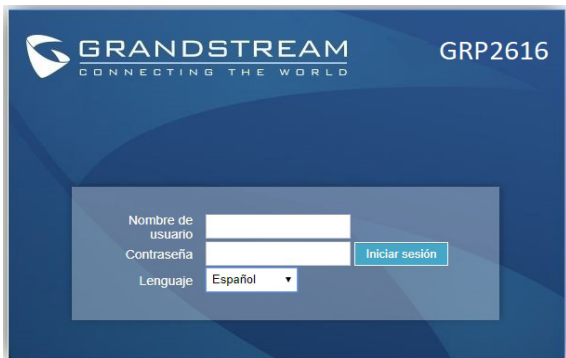 GRANDSTREAM
CONNECTING THE WORLD
GRP2616
Nombre de
usuario
Contraseña
Iniciar sesión
Lenguaje
Español